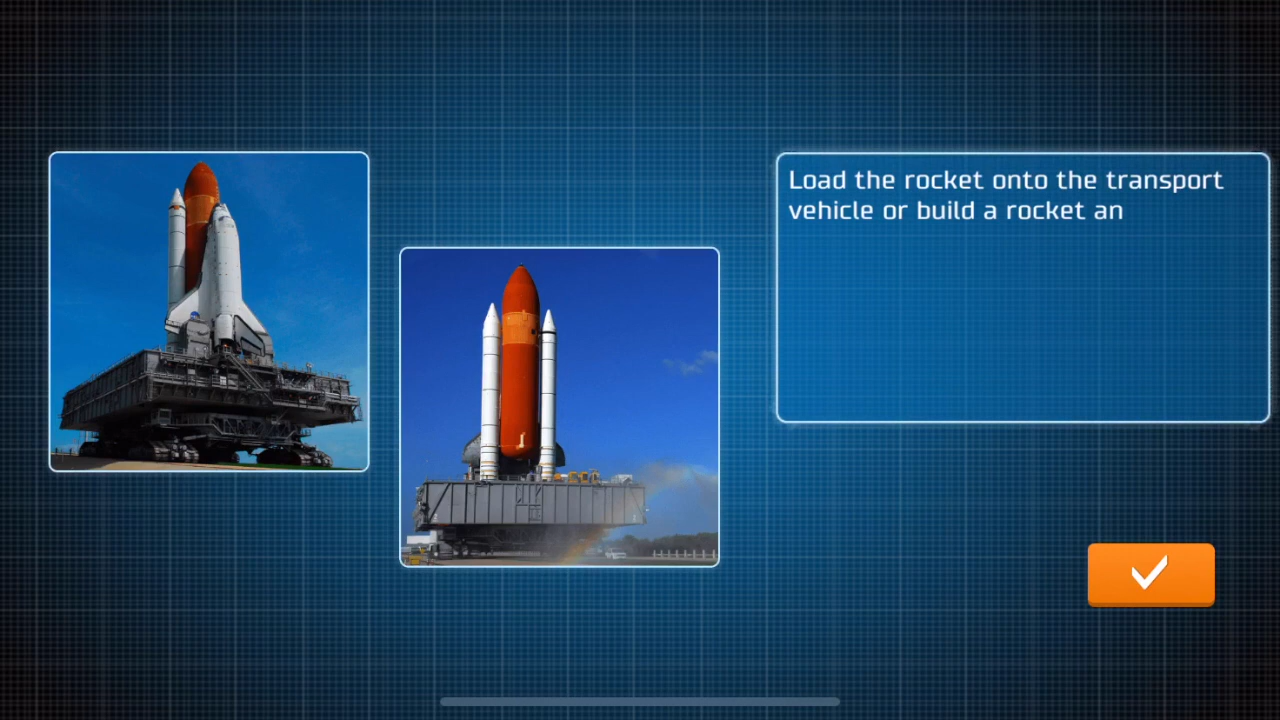 Load the rocket onto the transport
vehicle or build a rocket an